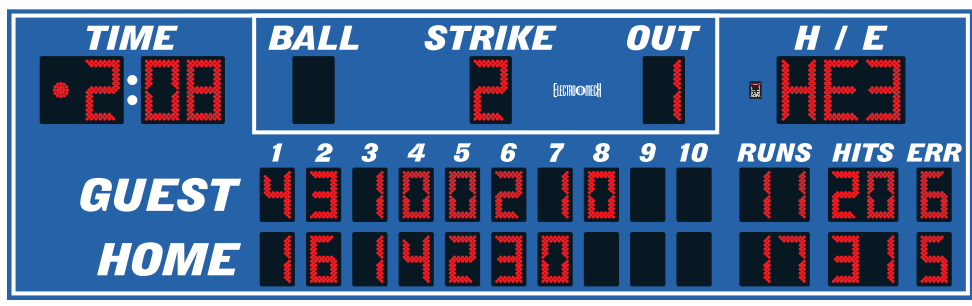 TIME BALL STRIKE OUT H / E
2:08 2 ELECTRO MECH 1 HE3
1 2 3 4 5 6 7 8 9 10 RUNS HITS ERR
GUEST 4 3 1 0 0 2 1 0 11 20 6
HOME 1 6 1 4 2 3 0 17 31 5